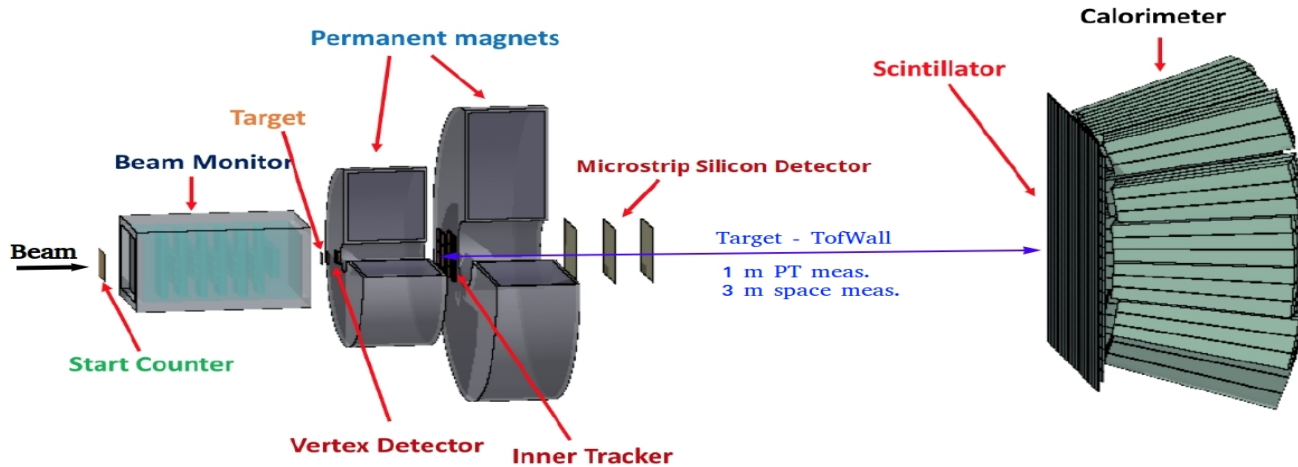 Calorimeter
Permanent magnets
Scintillator
Target
Beam Monitor
Microstrip Silicon Detector
Beam
Target - TofWall
1 m PT meas.
3 m space meas.
Start Counter
Vertex Detector
Inner Tracker